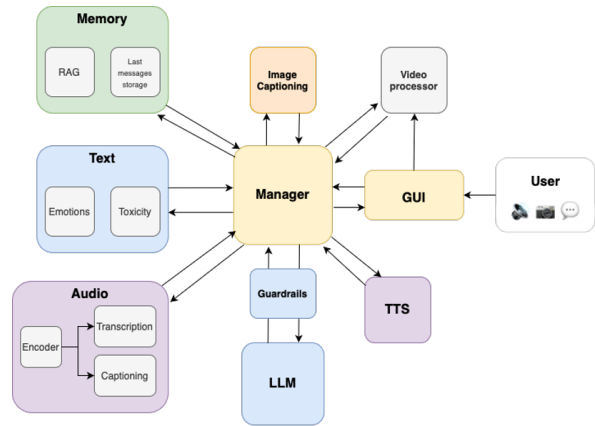 Memory
RAG
Last
messages
storage
Image
Captioning
Video
processor
Text
Emotions
Toxicity
Manager
GUI
User
Audio
Encoder
Transcription
Captioning
Guardrails
LLM
TTS